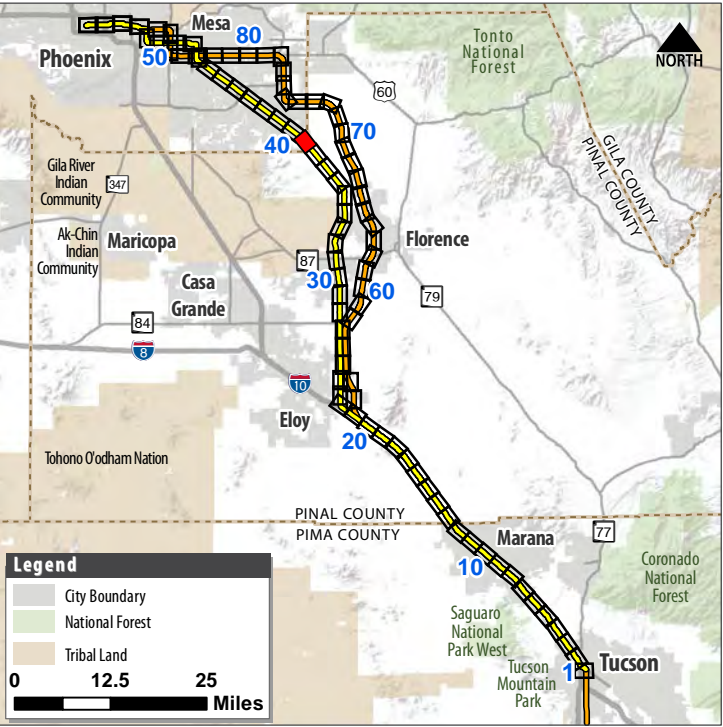 Mesa
80
Phoenix
50
Tonto
National
Forest
NORTH
60
70
40
GILA COUNTY
PINAL COUNTY
Gila River
Indian
Community
347
Ak-Chin
Indian
Community
Maricopa
Florence
87
Casa
Grande
30
60
79
84
8
10
Eloy
20
Tohono O'odham Nation
PINAL COUNTY
PIMA COUNTY
Marana
77
10
Coronado
National
Forest
Saguaro
National
Park West
Tucson
Mountain
Park
1
Tucson
Legend
City Boundary
National Forest
Tribal Land
0 12.5 25
Miles